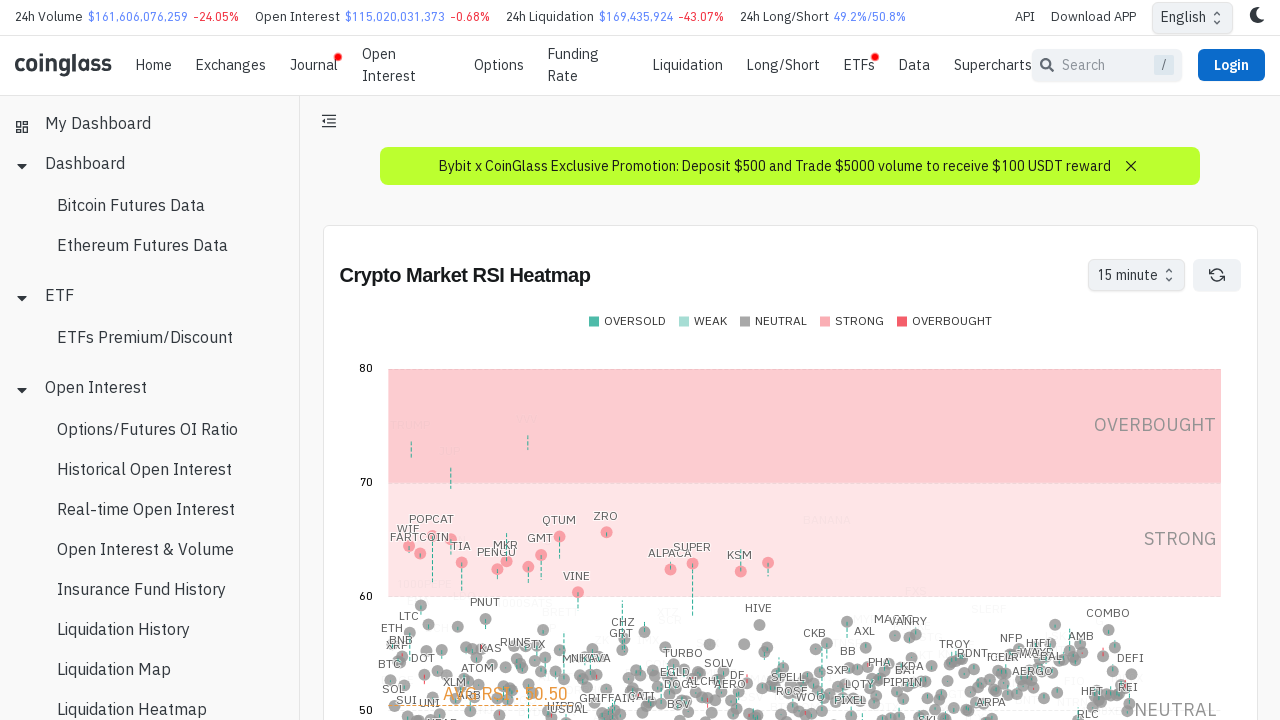 24h Volume $161,606,076,259 -24.05% Open Interest $115,020,031,373 -0.68% 24h Liquidation $169,435,924 -43.07% 24h Long/Short 49.2%/50.8% API Download APP English
coinglass Home Exchanges Journal Open Interest Options Funding Rate Liquidation Long/Short ETFs Data Supercharts Search / Login
My Dashboard
Dashboard
Bitcoin Futures Data
Ethereum Futures Data
ETF
ETFs Premium/Discount
Open Interest
Options/Futures OI Ratio
Historical Open Interest
Real-time Open Interest
Open Interest & Volume
Insurance Fund History
Liquidation History
Liquidation Map
Liquidation Heatmap
Bybit x CoinGlass Exclusive Promotion: Deposit $500 and Trade $5000 volume to receive $100 USDT reward
Crypto Market RSI Heatmap
15 minute
OVERSOLD WEAK NEUTRAL STRONG OVERBOUGHT
80
OVERBOUGHT
70
POPCAT QTUM ZRO
WIF
FARTCOIN TIA MKR GMT STRONG
PENGU ALPACA SUPER KSM
VINE
60
PNUT HIVE COMBO
LTC CHZ MAGIC VANRY
ETH GRT CKB AXL AMB
BNB RUNE STX NFP HIFI
KAS TURBO BB TROY
BTC DOT KAVA SOLV PHA RDNT CELR DEFI
ATOM EGLD DF SXP KDA AERGO
SOL XLM DOG ALCH AERO SPELL LQTY PIPPIN REI
SUI UNI ARB GRIFFAIN CATI ROSE WOO HFT
AVG RSI : 50.50 BSV PIXEL ARPA
50 RLC NEUTRAL